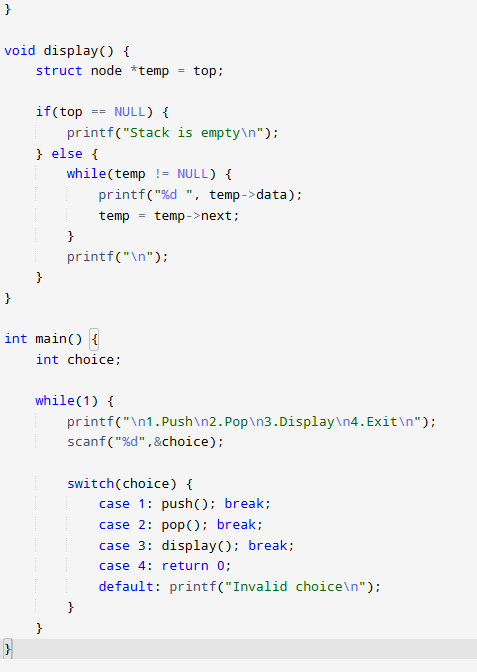 }

void display() {
    struct node *temp = top;

    if(top == NULL) {
        printf("Stack is empty\n");
    } else {
        while(temp != NULL) {
            printf("%d ", temp->data);
            temp = temp->next;
        }
        printf("\n");
    }
}

int main() {
    int choice;

    while(1) {
        printf("\n1.Push\n2.Pop\n3.Display\n4.Exit\n");
        scanf("%d",&choice);

        switch(choice) {
            case 1: push(); break;
            case 2: pop(); break;
            case 3: display(); break;
            case 4: return 0;
            default: printf("Invalid choice\n");
        }
    }
}